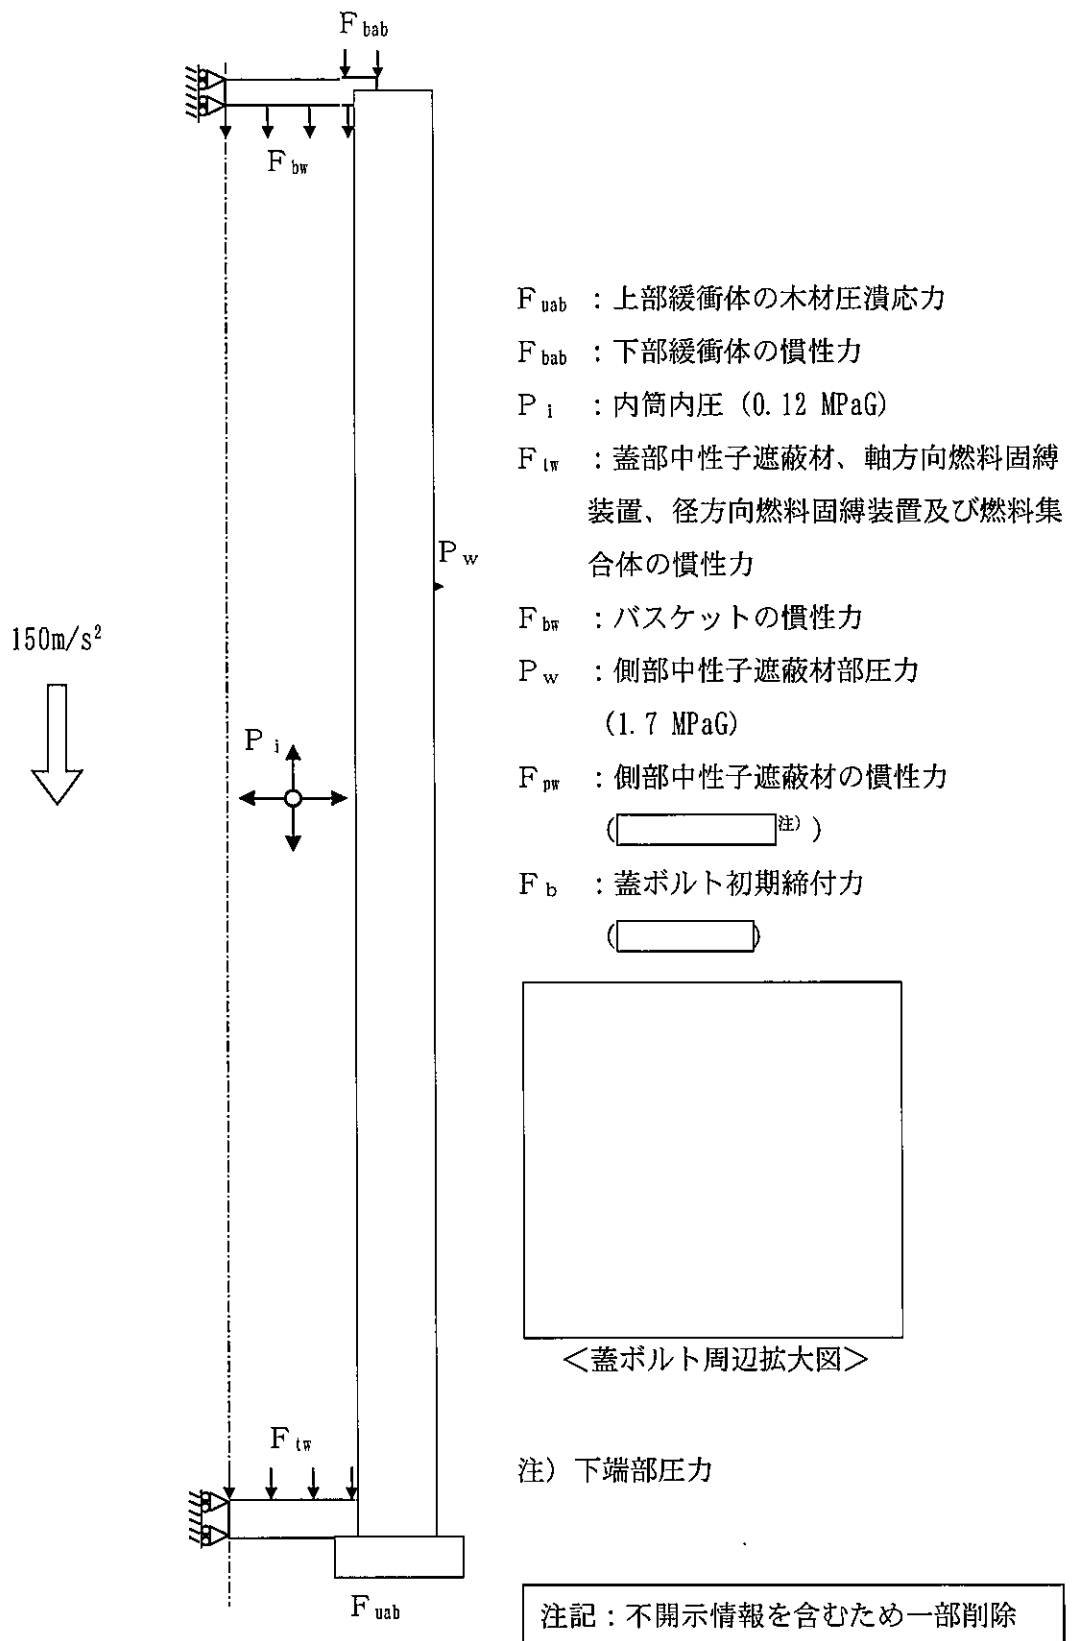 F bab
F bw
F uab ：上部緩衝体の木材圧潰応力
F bab ：下部緩衝体の慣性力
P i ：内筒内圧 (0.12 MPaG)
F tw ：蓋部中性子遮蔽材、軸方向燃料固縛
装置、径方向燃料固縛装置及び燃料集
合体の慣性力
P w
F bw ：バスケットの慣性力
150m/s²
P w ：側部中性子遮蔽材部圧力
(1.7 MPaG)
P i
F pw ：側部中性子遮蔽材の慣性力
( 注) )
F b ：蓋ボルト初期締付力
( )
＜蓋ボルト周辺拡大図＞
F tw
注) 下端部圧力
F uab
注記：不開示情報を含むため一部削除